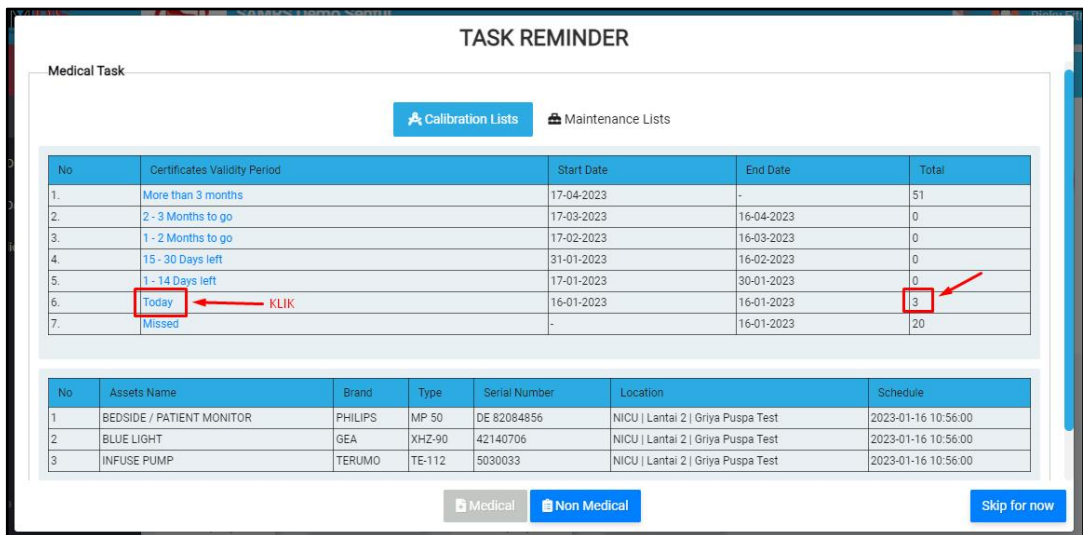 SAMRS Demo Sentul
TASK REMINDER
Medical Task
Calibration Lists Maintenance Lists
No Certificates Validity Period Start Date End Date Total
1. More than 3 months 17-04-2023 - 51
2. 2 - 3 Months to go 17-03-2023 16-04-2023 0
3. 1 - 2 Months to go 17-02-2023 16-03-2023 0
4. 15 - 30 Days left 31-01-2023 16-02-2023 0
5. 1 - 14 Days left 17-01-2023 30-01-2023 0
6. Today KLIK 16-01-2023 16-01-2023 3
7. Missed - 16-01-2023 20
No Assets Name Brand Type Serial Number Location Schedule
1 BEDSIDE / PATIENT MONITOR PHILIPS MP 50 DE 82084856 NICU | Lantai 2 | Griya Puspa Test 2023-01-16 10:56:00
2 BLUE LIGHT GEA XHZ-90 42140706 NICU | Lantai 2 | Griya Puspa Test 2023-01-16 10:56:00
3 INFUSE PUMP TERUMO TE-112 5030033 NICU | Lantai 2 | Griya Puspa Test 2023-01-16 10:56:00
Medical Non Medical Skip for now